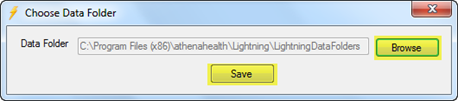 Choose Data Folder
Data Folder C:\Program Files (x86)\athenahealth\Lightning\LightningDataFolders Browse
Save